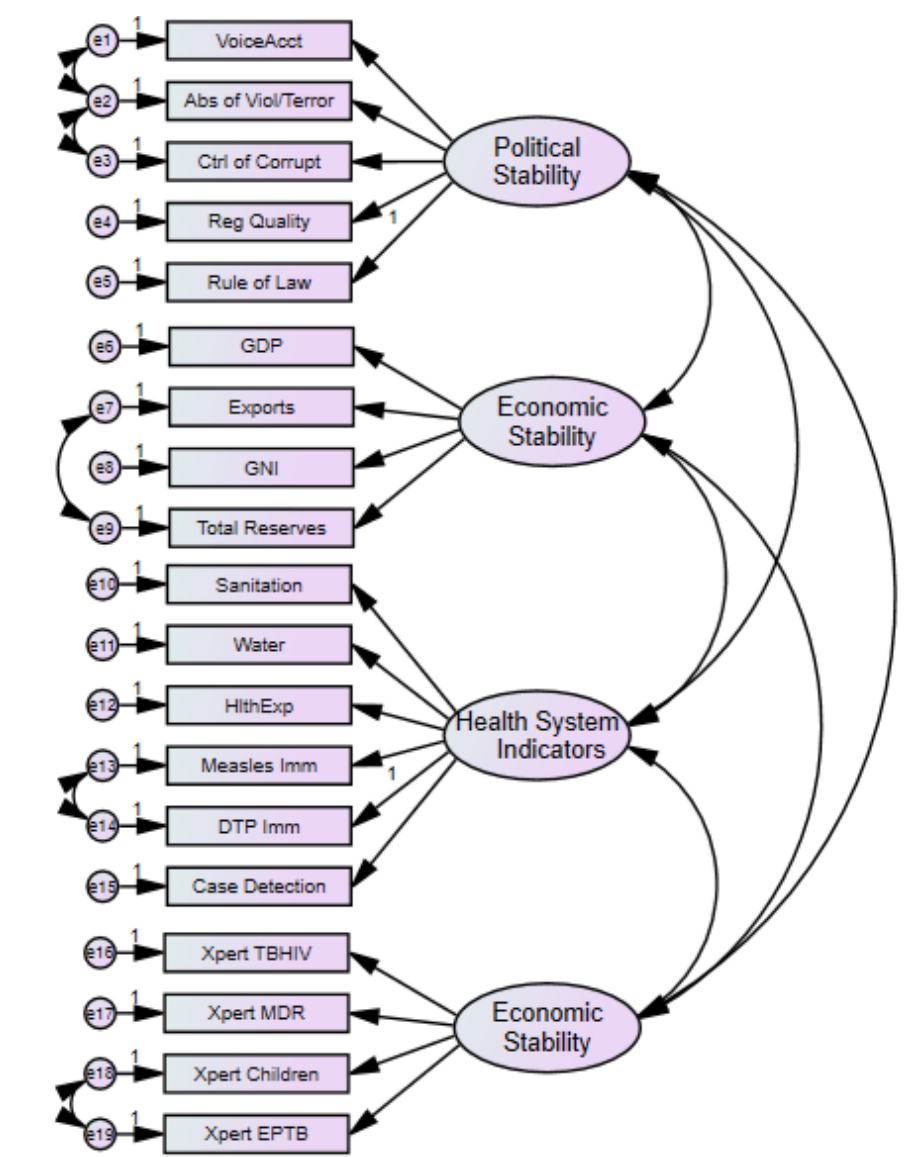 e1 1 VoiceAcct
e2 1 Abs of Viol/Terror
e3 1 Ctrl of Corrupt
e4 1 Reg Quality
1
e5 1 Rule of Law
Political
Stability
e6 1 GDP
e7 1 Exports
e8 1 GNI
e9 1 Total Reserves
Economic
Stability
e10 1 Sanitation
e11 1 Water
e12 1 HlthExp
e13 1 Measles Imm
1
e14 1 DTP Imm
e15 1 Case Detection
Health System
Indicators
e16 1 Xpert TBHIV
e17 1 Xpert MDR
e18 1 Xpert Children
e19 1 Xpert EPTB
Economic
Stability